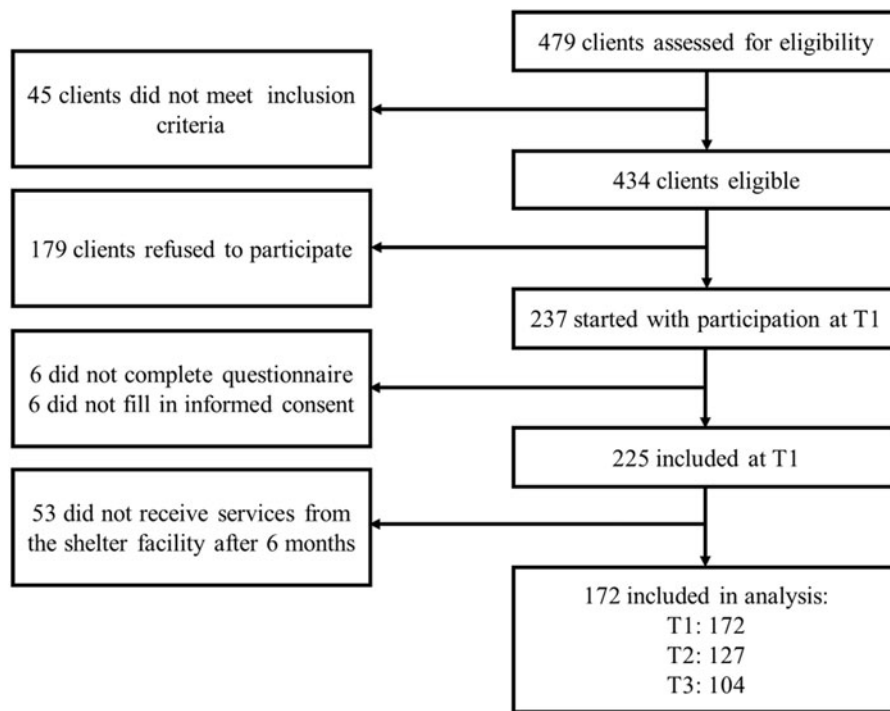 479 clients assessed for eligibility
45 clients did not meet inclusion
criteria
434 clients eligible
179 clients refused to participate
237 started with participation at T1
6 did not complete questionnaire
6 did not fill in informed consent
225 included at T1
53 did not receive services from
the shelter facility after 6 months
172 included in analysis:
T1: 172
T2: 127
T3: 104